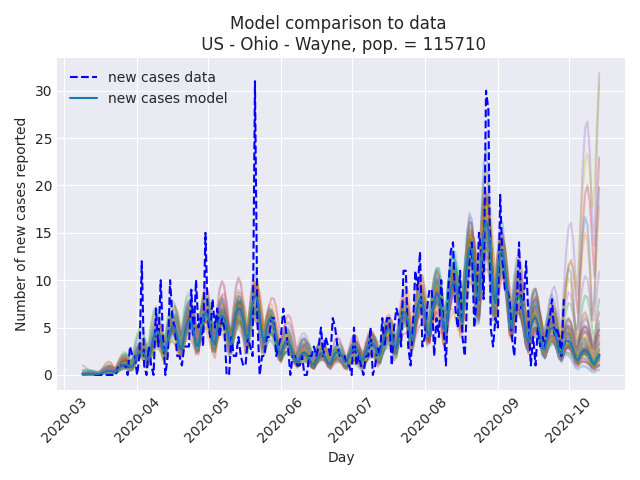 Model comparison to data
US - Ohio - Wayne, pop. = 115710
new cases data
new cases model
Number of new cases reported
30
25
20
15
10
5
0
2020-03
2020-04
2020-05
2020-06
2020-07
2020-08
2020-09
2020-10
Day